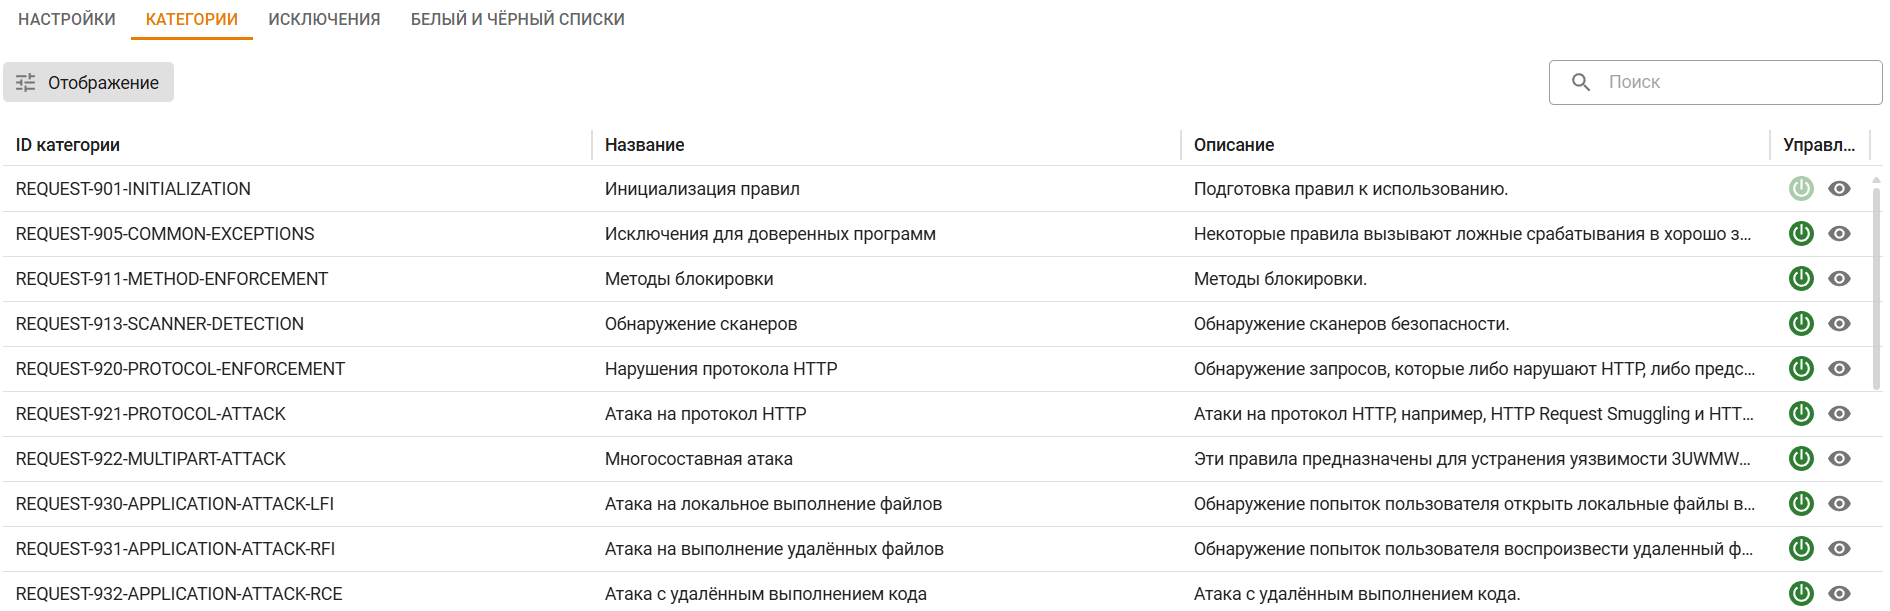 НАСТРОЙКИ КАТЕГОРИИ ИСКЛЮЧЕНИЯ БЕЛЫЙ И ЧЁРНЫЙ СПИСКИ
Отображение Поиск
ID категории Название Описание Управл...
REQUEST-901-INITIALIZATION Инициализация правил Подготовка правил к использованию.
REQUEST-905-COMMON-EXCEPTIONS Исключения для доверенных программ Некоторые правила вызывают ложные срабатывания в хорошо з...
REQUEST-911-METHOD-ENFORCEMENT Методы блокировки Методы блокировки.
REQUEST-913-SCANNER-DETECTION Обнаружение сканеров Обнаружение сканеров безопасности.
REQUEST-920-PROTOCOL-ENFORCEMENT Нарушения протокола HTTP Обнаружение запросов, которые либо нарушают HTTP, либо предс...
REQUEST-921-PROTOCOL-ATTACK Атака на протокол HTTP Атаки на протокол HTTP, например, HTTP Request Smuggling и HTT...
REQUEST-922-MULTIPART-ATTACK Многосоставная атака Эти правила предназначены для устранения уязвимости 3UWMW...
REQUEST-930-APPLICATION-ATTACK-LFI Атака на локальное выполнение файлов Обнаружение попыток пользователя открыть локальные файлы в...
REQUEST-931-APPLICATION-ATTACK-RFI Атака на выполнение удалённых файлов Обнаружение попыток пользователя воспроизвести удаленный ф...
REQUEST-932-APPLICATION-ATTACK-RCE Атака с удалённым выполнением кода Атака с удалённым выполнением кода.